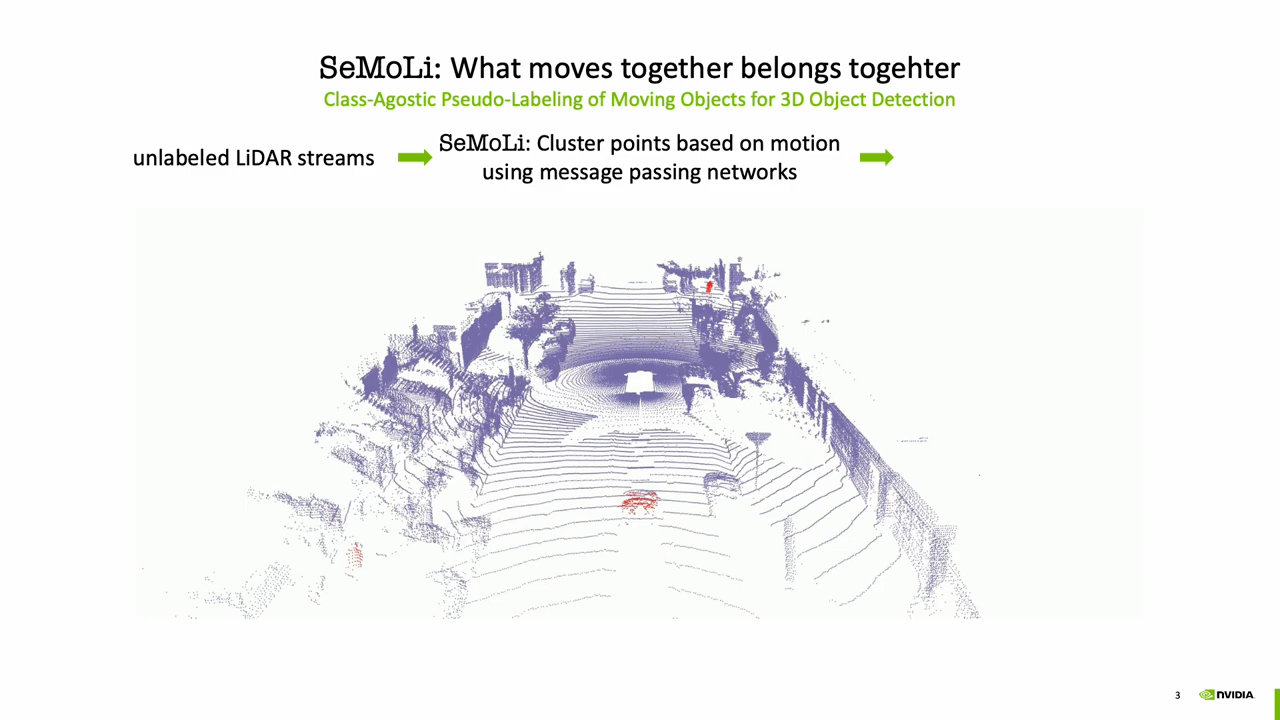 SeMoLi: What moves together belongs togehter
Class-Agostic Pseudo-Labeling of Moving Objects for 3D Object Detection
unlabeled LiDAR streams
SeMoLi: Cluster points based on motion
using message passing networks
3
NVIDIA